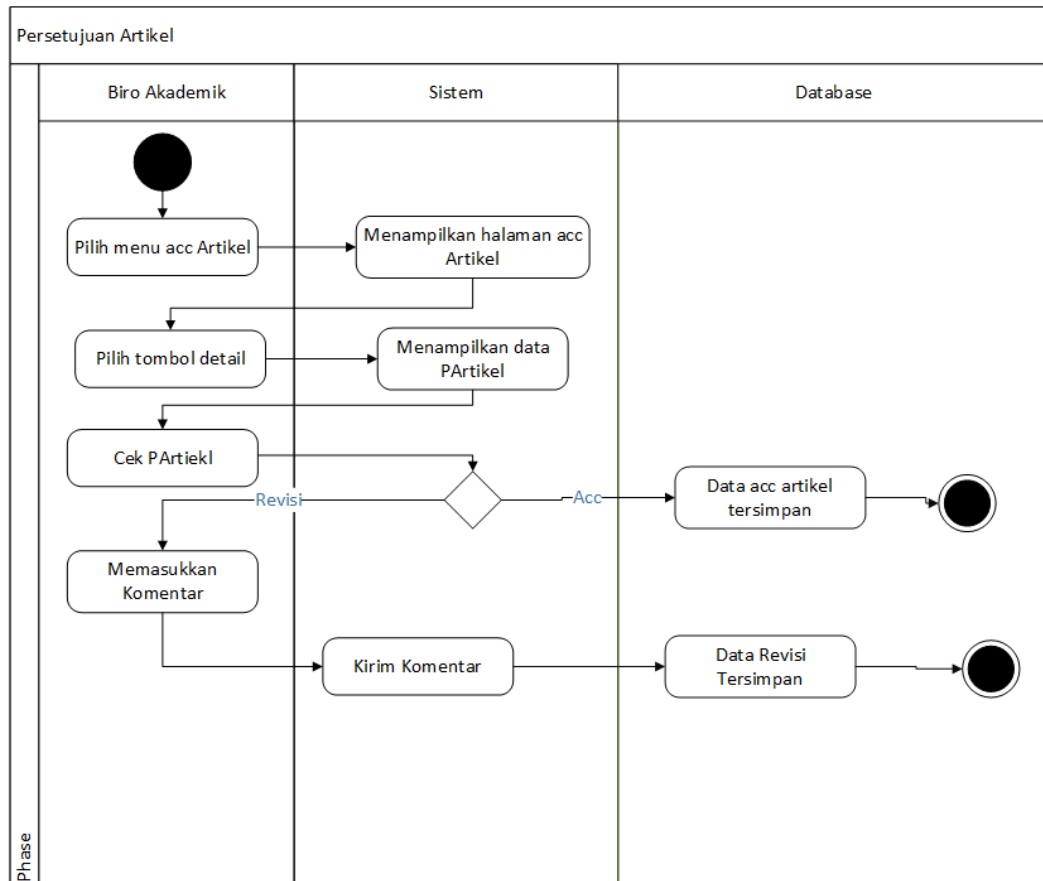 Persetujuan Artikel
Biro Akademik
Sistem
Database
Pilih menu acc Artikel
Menampilkan halaman acc
Artikel
Pilih tombol detail
Menampilkan data
PArtikel
Cek PArtiekl
Revisi
Acc
Data acc artikel
tersimpan
Memasukkan
Komentar
Kirim Komentar
Data Revisi
Tersimpan
Phase